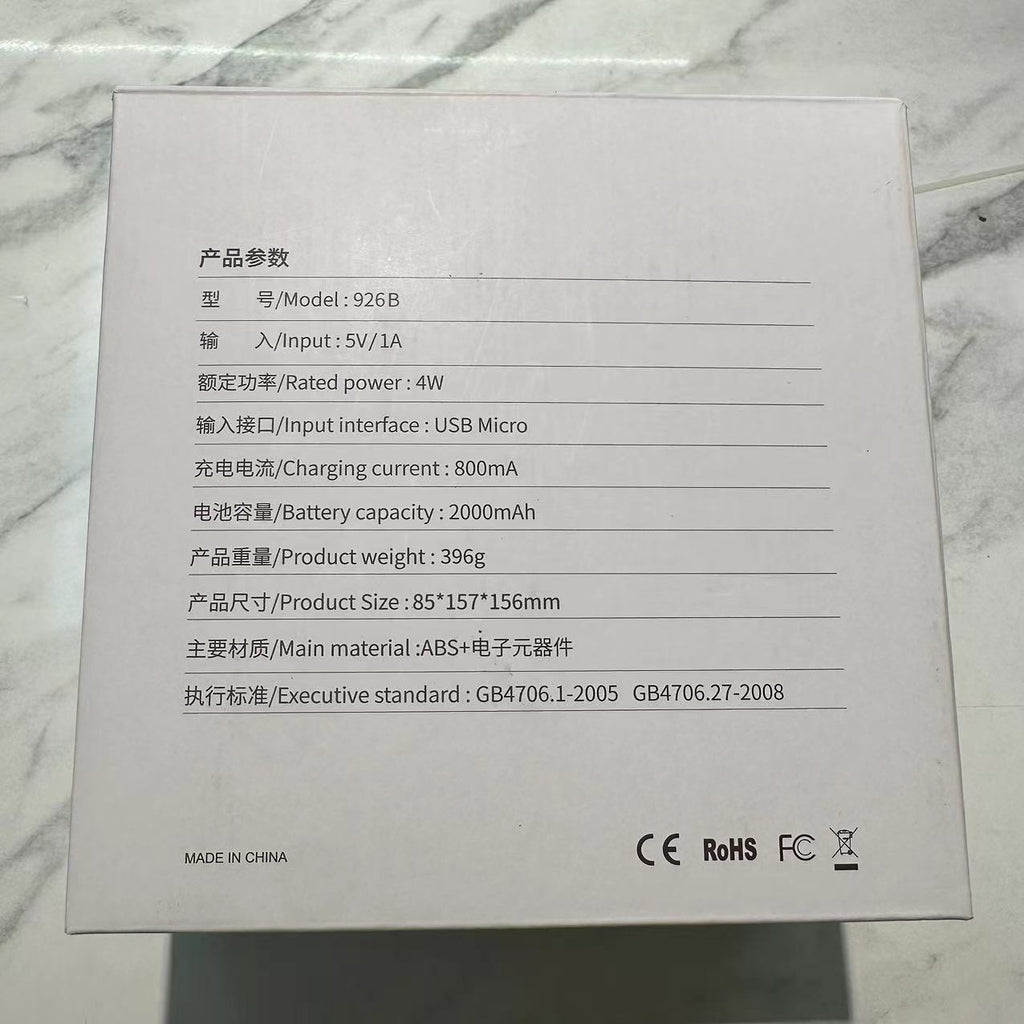 产品参数
型 号/Model : 926B
输 入/Input : 5V/1A
额定功率/Rated power : 4W
输入接口/Input interface : USB Micro
充电电流/Charging current : 800mA
电池容量/Battery capacity : 2000mAh
产品重量/Product weight : 396g
产品尺寸/Product Size : 85*157*156mm
主要材质/Main material :ABS+电子元器件
执行标准/Executive standard : GB4706.1-2005 GB4706.27-2008
MADE IN CHINA CE RoHS FC